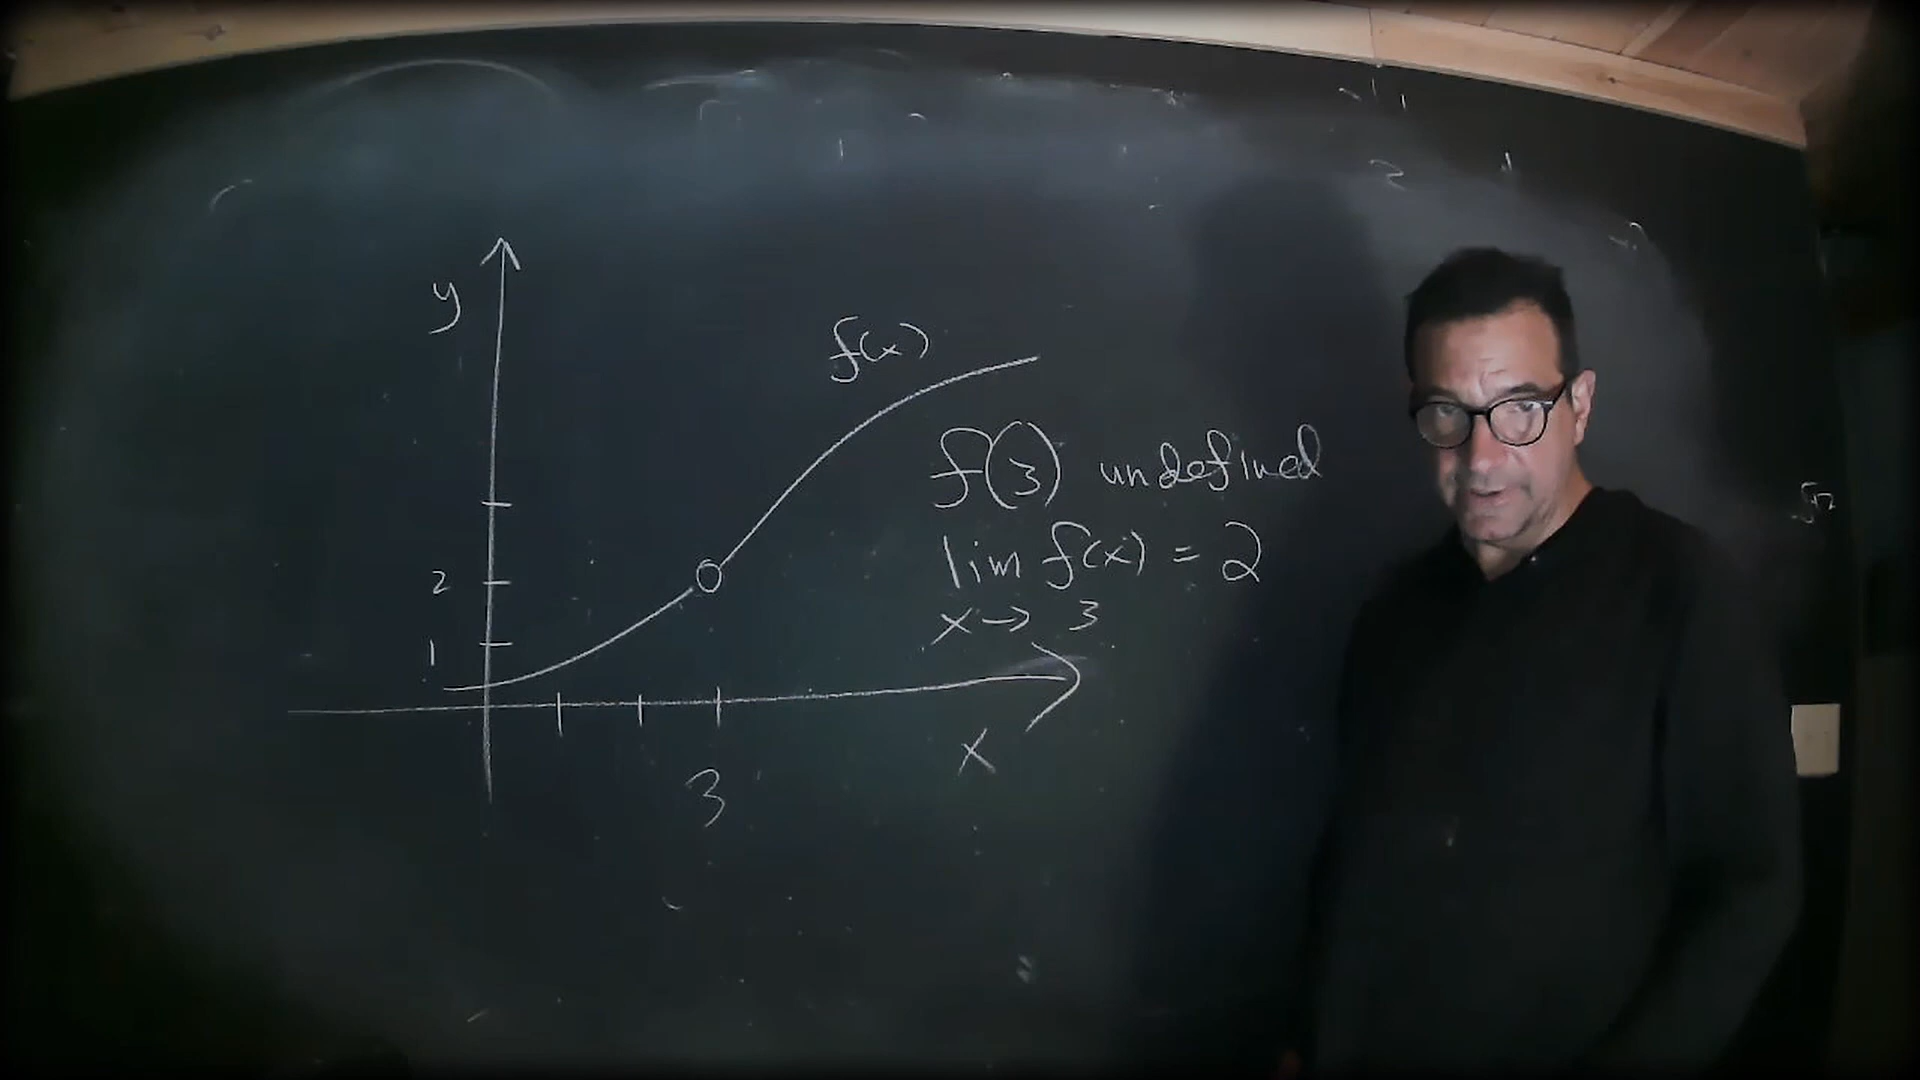 y
f(x)
f(3) undefined
lim f(x) = 2
x → 3
2
1
x
3